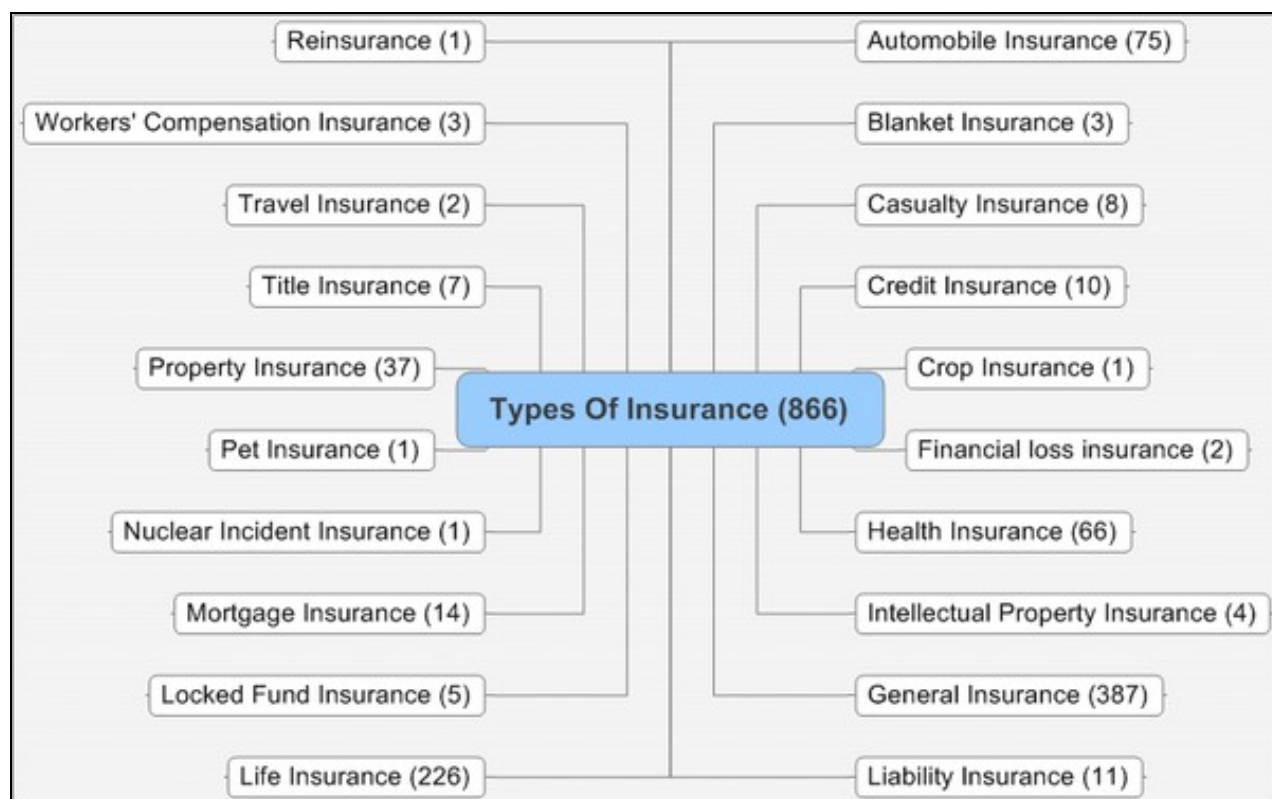 Reinsurance (1)
Automobile Insurance (75)
Workers' Compensation Insurance (3)
Blanket Insurance (3)
Travel Insurance (2)
Casualty Insurance (8)
Title Insurance (7)
Credit Insurance (10)
Property Insurance (37)
Crop Insurance (1)
Types Of Insurance (866)
Pet Insurance (1)
Financial loss insurance (2)
Nuclear Incident Insurance (1)
Health Insurance (66)
Mortgage Insurance (14)
Intellectual Property Insurance (4)
Locked Fund Insurance (5)
General Insurance (387)
Life Insurance (226)
Liability Insurance (11)